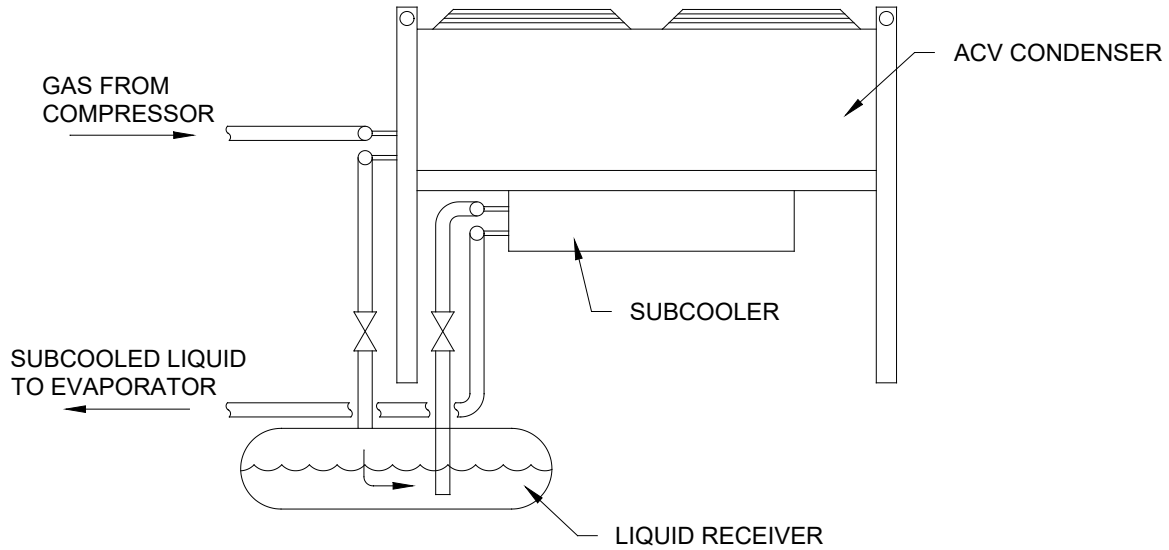 ACV CONDENSER
GAS FROM
COMPRESSOR
SUBCOOLER
SUBCOOLED LIQUID
TO EVAPORATOR
LIQUID RECEIVER